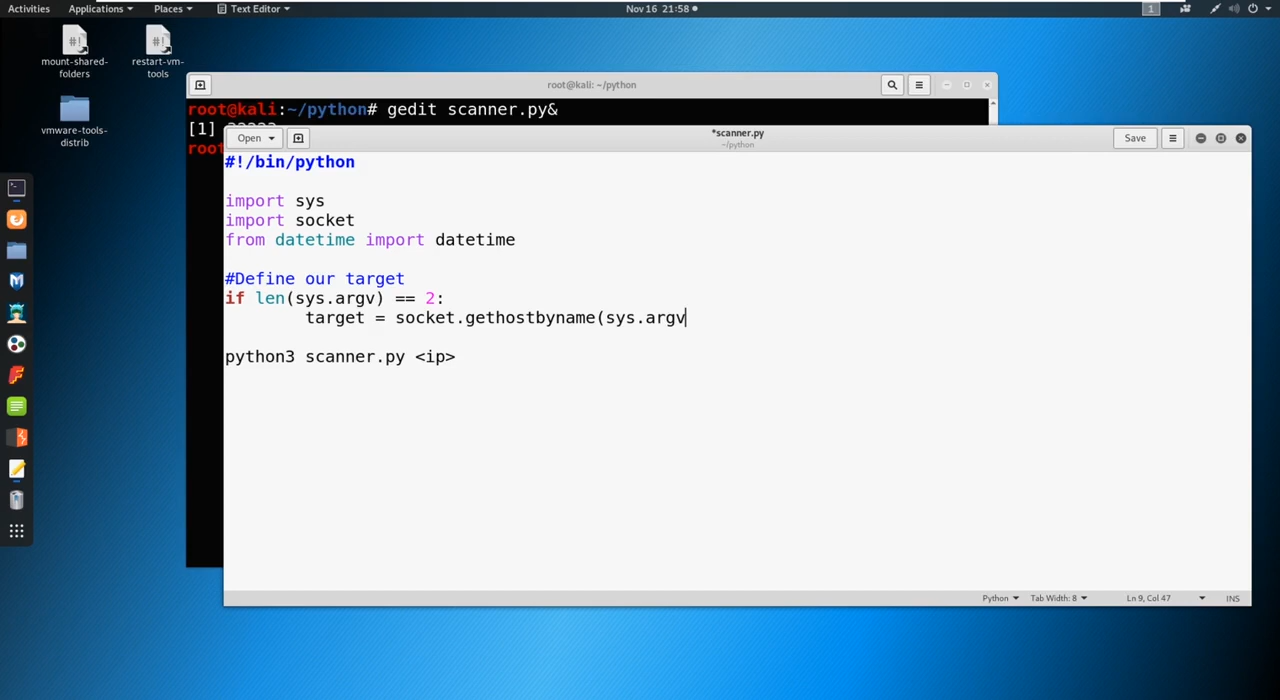 Activities Applications Places Text Editor Nov 16 21:58 1
#! #!
mount-shared-folders
restart-vm-tools
vmware-tools-distrib
root@kali: ~/python
root@kali:~/python# gedit scanner.py&
[1]
root
Open *scanner.py Save
~/python
#!/bin/python
import sys
import socket
from datetime import datetime
#Define our target
if len(sys.argv) == 2:
target = socket.gethostbyname(sys.argv
python3 scanner.py <ip>
Python Tab Width: 8 Ln 9, Col 47 INS